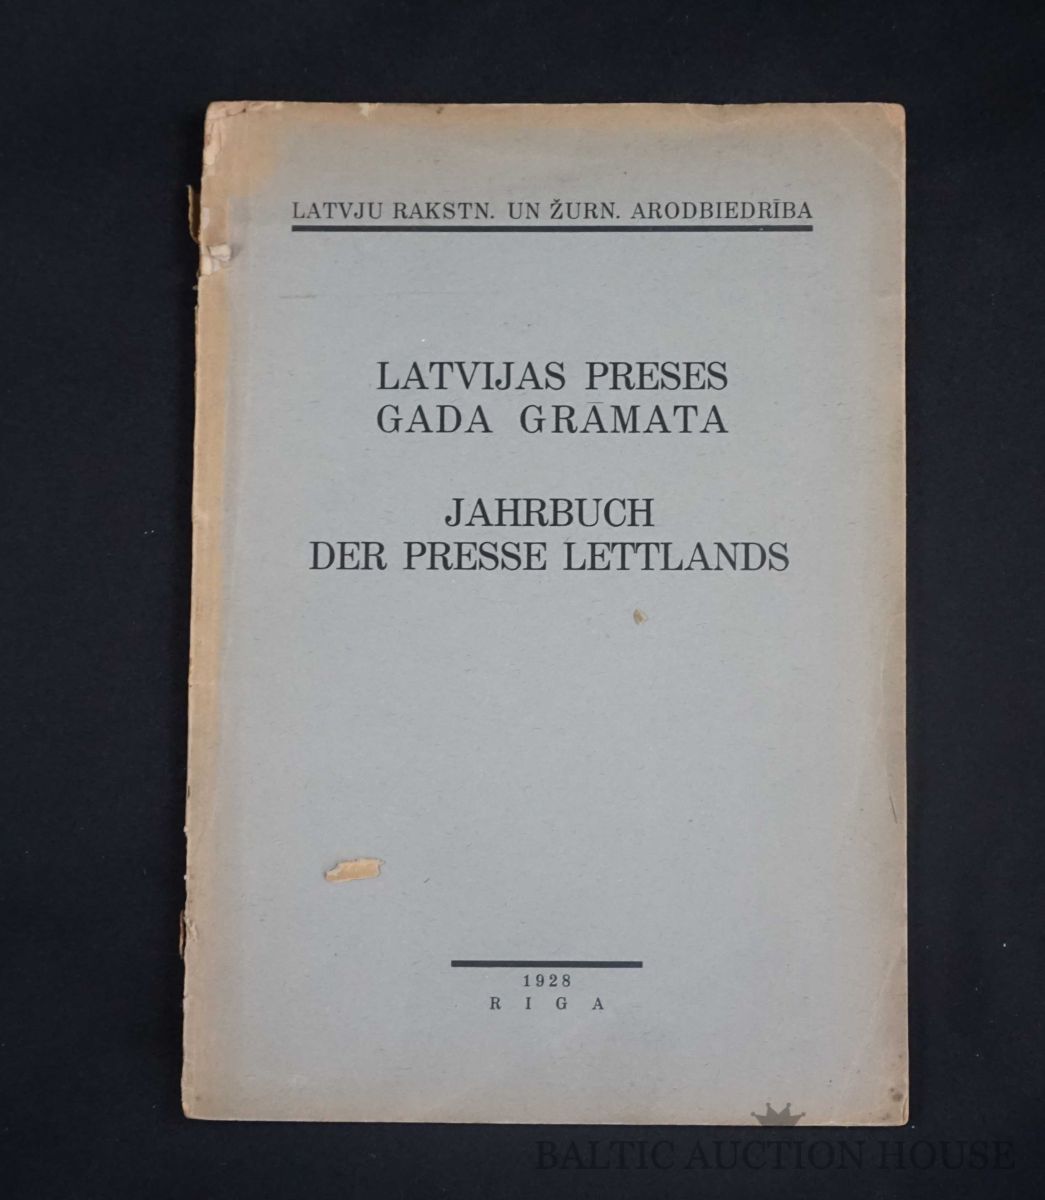 LATVJU RAKSTN. UN ŽURN. ARODBIEDRĪBA
LATVIJAS PRESES
GADA GRĀMATA
JAHRBUCH
DER PRESSE LETTLANDS
1928
RIGA
BALTIC AUCTION HOUSE